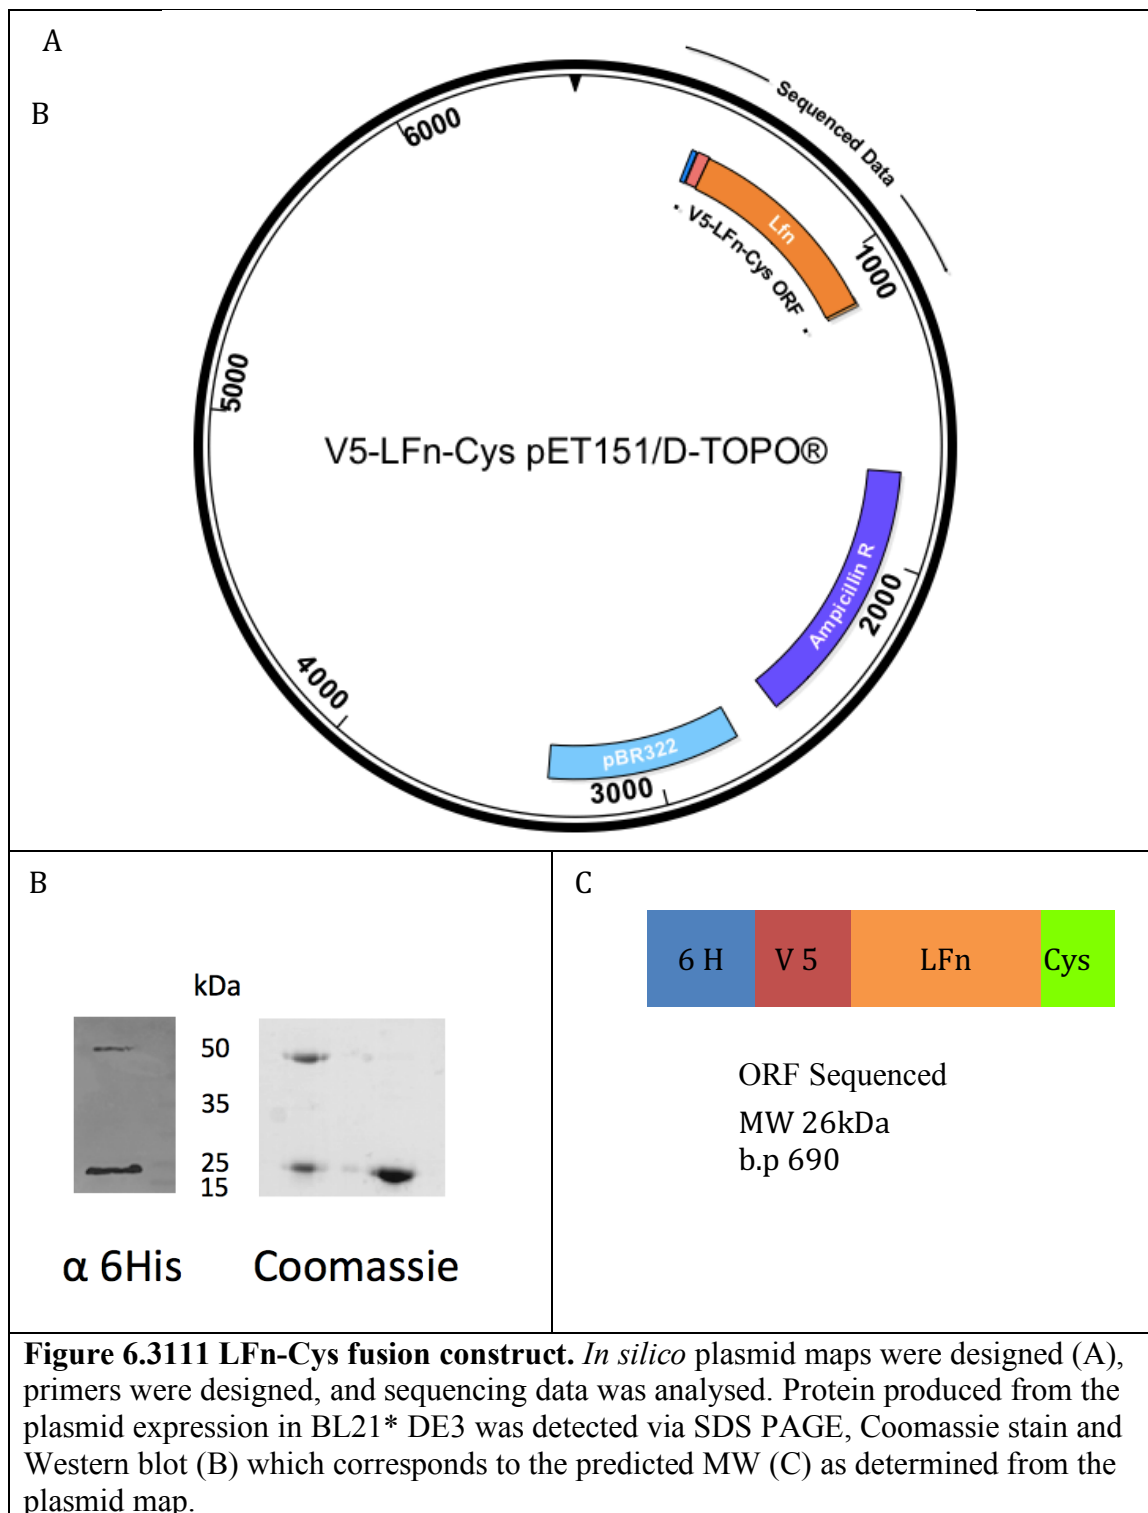 A
B
6000
Sequenced Data
Lfn
V5-LFn-Cys ORF
1000
5000
V5-LFn-Cys pET151/D-TOPO®
Ampicillin R
2000
4000
pBR322
3000
B
kDa
50
35
25
15
α 6His
Coomassie
C
6 H
V 5
LFn
Cys
ORF Sequenced
MW 26kDa
b.p 690
Figure 6.3111 LFn-Cys fusion construct. In silico plasmid maps were designed (A),
primers were designed, and sequencing data was analysed. Protein produced from the
plasmid expression in BL21* DE3 was detected via SDS PAGE, Coomassie stain and
Western blot (B) which corresponds to the predicted MW (C) as determined from the
plasmid map.